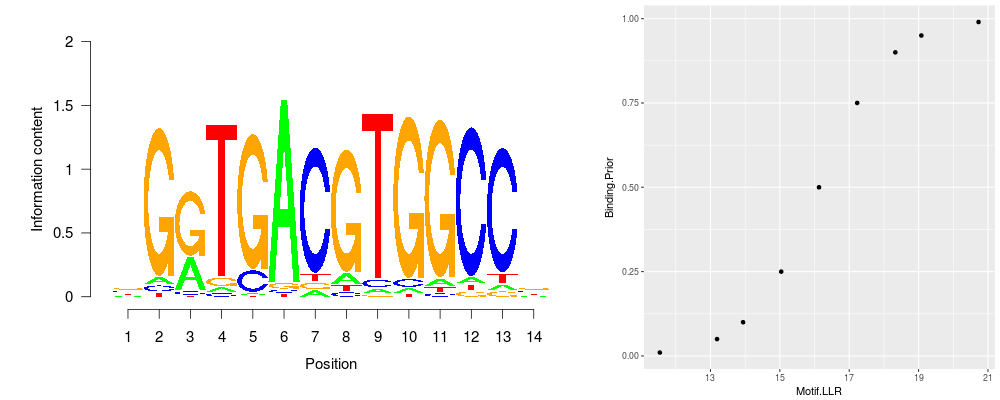 2
1.5
1
0.5
0
Information content
GGTGACGTGGCC
A
C
1 2 3 4 5 6 7 8 9 10 11 12 13 14
Position
1.00
0.75
0.50
0.25
0.00
Binding.Prior
13 15 17 19 21
Motif.LLR